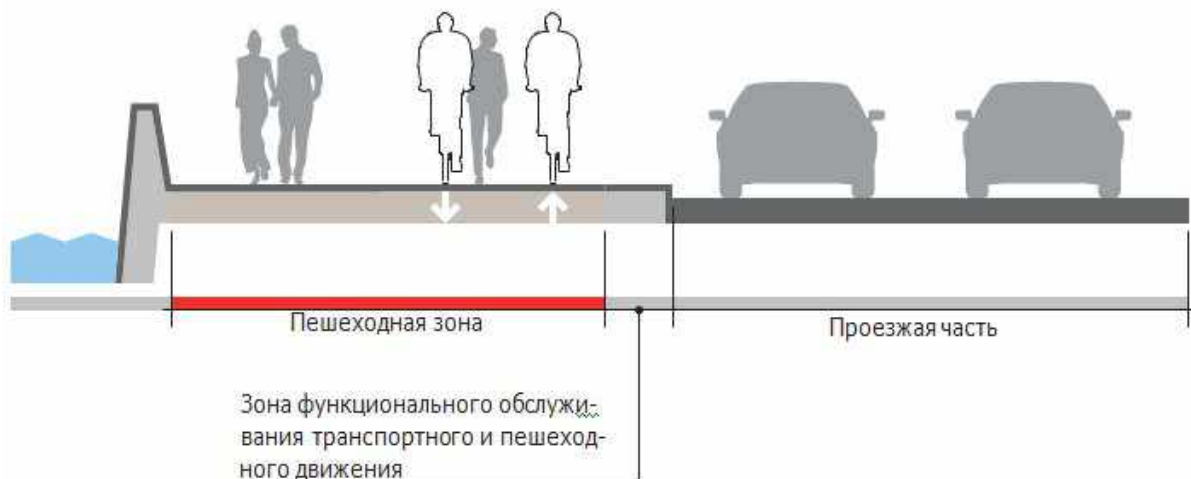 Пешеходная зона
Проезжая часть
Зона функционального обслужи-
вания транспортного и пешеход-
ного движения